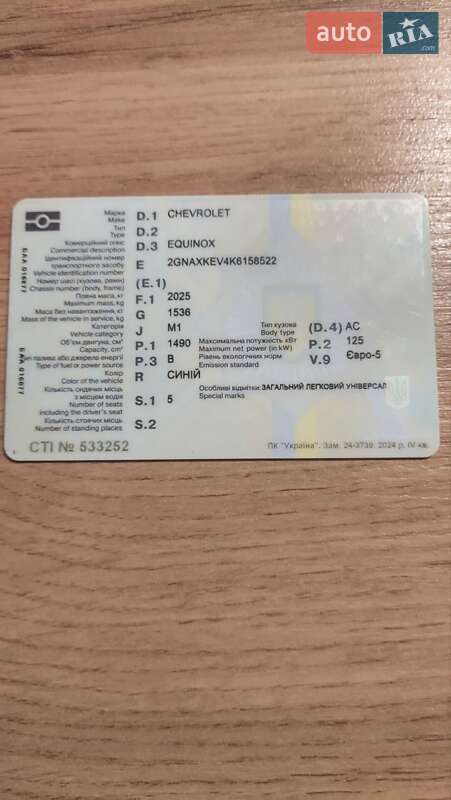 auto RIA .com
Марка
Make
D.1 CHEVROLET
Тип
Type
D.2
Комерційний опис
Commercial description
D.3 EQUINOX
Ідентифікаційний номер
транспортного засобу
Vehicle identification number
E 2GNAXKEV4K6158522
Номер шасі (кузова, рами)
Chassis number (body, frame)
(E.1)
Повна маса, кг
Maximum mass, kg
F.1 2025
Маса без навантаження, кг
Mass of the vehicle in service, kg
G 1536
Категорія
Vehicle category
J M1
Тип кузова
Body type
(D.4) AC
Об'єм двигуна, см³
Capacity, cm³
P.1 1490
Максимальна потужність кВт
Maximum net power (in kW)
P.2 125
Тип палива або джерело енергії
Type of fuel or power source
P.3 B
Рівень екологічних норм
Emission standard
V.9 Євро-5
Колір
Color of the vehicle
R СИНІЙ
Кількість сидячих місць
з місцем водія
Number of seats
including the driver's seat
S.1 5
Особливі відмітки: ЗАГАЛЬНИЙ ЛЕГКОВИЙ УНІВЕРСАЛ
Special marks
Кількість стоячих місць
Number of standing places
S.2
СТІ № 533252
ПК "Україна". Зам. 24-3739. 2024 р. IV кв.